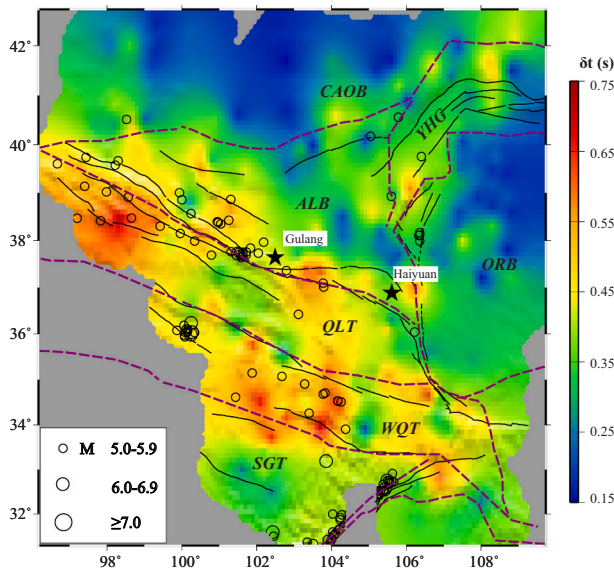 δt (s)
42°
40°
38°
36°
34°
32°
CAOB
YHG
ALB
Gulang
Haiyuan
ORB
QLT
WQT
SGT
M 5.0-5.9
6.0-6.9
≥7.0
98°
100°
102°
104°
106°
108°
0.75
0.65
0.55
0.45
0.35
0.25
0.15